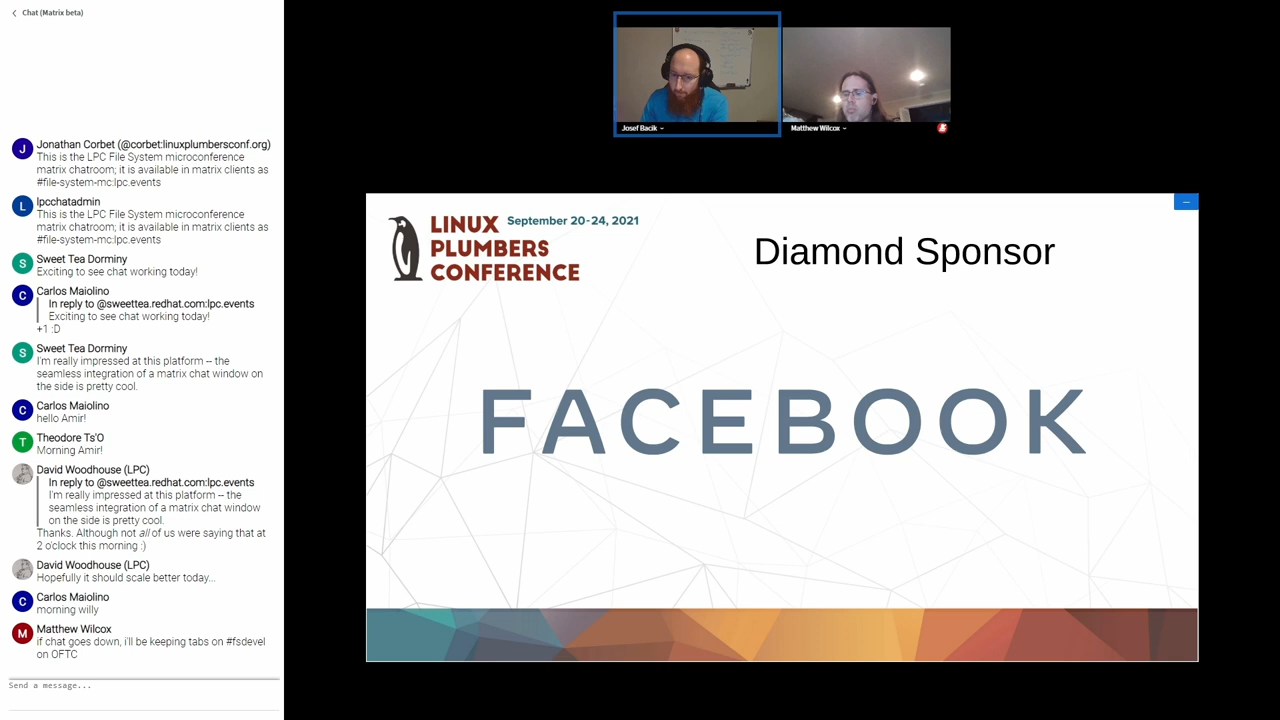 Chat (Matrix beta)
J
Jonathan Corbet (@corbet:linuxplumbersconf.org)
This is the LPC File System microconference
matrix chatroom; it is available in matrix clients as
#file-system-mc:lpc.events
L
lpcchatadmin
This is the LPC File System microconference
matrix chatroom; it is available in matrix clients as
#file-system-mc:lpc.events
S
Sweet Tea Dorminy
Exciting to see chat working today!
C
Carlos Maiolino
In reply to @sweettea.redhat.com:lpc.events
Exciting to see chat working today!
+1 :D
S
Sweet Tea Dorminy
I'm really impressed at this platform -- the
seamless integration of a matrix chat window on
the side is pretty cool.
C
Carlos Maiolino
hello Amir!
T
Theodore Ts'O
Morning Amir!
David Woodhouse (LPC)
In reply to @sweettea.redhat.com:lpc.events
I'm really impressed at this platform -- the
seamless integration of a matrix chat window
on the side is pretty cool.
Thanks. Although not all of us were saying that at
2 o'clock this morning :)
David Woodhouse (LPC)
Hopefully it should scale better today...
C
Carlos Maiolino
morning willy
M
Matthew Wilcox
if chat goes down, i'll be keeping tabs on #fsdevel
on OFTC
Send a message...
Josef Bacik
Matthew Wilcox
LINUX September 20-24, 2021
PLUMBERS
CONFERENCE
Diamond Sponsor
FACEBOOK